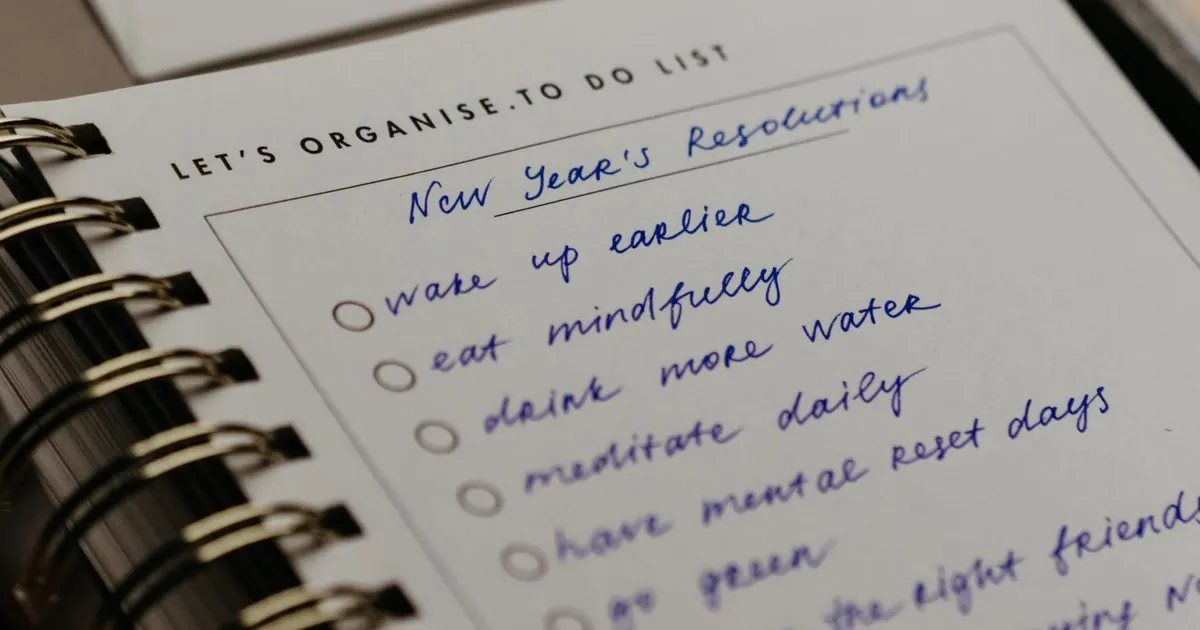 LET'S ORGANISE.TO DO LIST
New Year's Resolutions
wake up earlier
eat mindfully
drink more water
meditate daily
have mental reset days
go green
the right friends